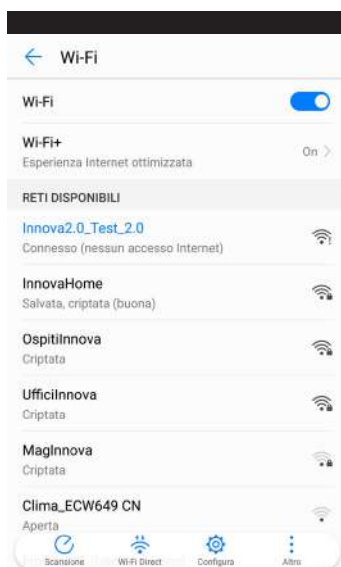 Wi-Fi
Wi-Fi
Wi-Fi+
Esperienza Internet ottimizzata
On
RETI DISPONIBILI
Innova2.0_Test_2.0
Connesso (nessun accesso Internet)
InnovaHome
Salvata, criptata (buona)
OspitiInnova
Criptata
UfficiInnova
Criptata
MagInnova
Criptata
Clima_ECW649 CN
Aperta
Scansione Wi-Fi Direct Configura Altro